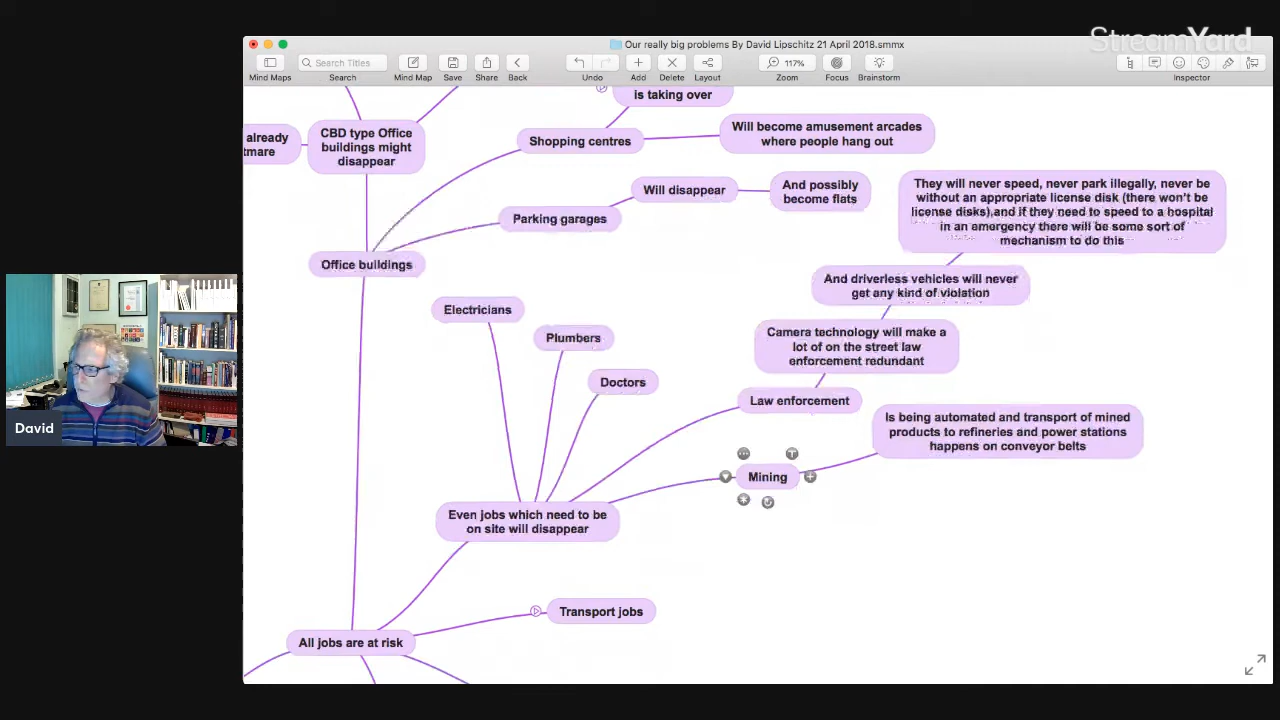 StreamYard
Our really big problems By David Lipschitz 21 April 2018.smmx
Mind Maps
Search Titles
Search
Mind Map
Save
Share
Back
Undo
Add
Delete
Layout
117%
Zoom
Focus
Brainstorm
Inspector
is taking over
already
tmare
CBD type Office
buildings might
disappear
Shopping centres
Will become amusement arcades
where people hang out
Will disappear
And possibly
become flats
Parking garages
Office buildings
They will never speed, never park illegally, never be
without an appropriate license disk (there won't be
license disks),and if they need to speed to a hospital
in an emergency there will be some sort of
mechanism to do this
And driverless vehicles will never
get any kind of violation
Electricians
Plumbers
Camera technology will make a
lot of on the street law
enforcement redundant
Doctors
Law enforcement
Is being automated and transport of mined
products to refineries and power stations
happens on conveyor belts
David
Mining
Even jobs which need to be
on site will disappear
Transport jobs
All jobs are at risk